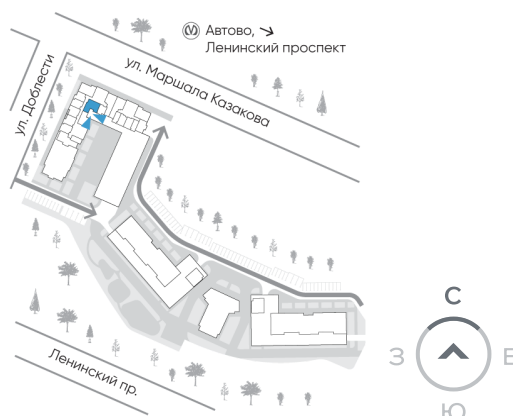 Автово, ↘
Ленинский проспект
ул. Маршала Казакова
ул. Доблести
Ленинский пр.
С
З
В
Ю